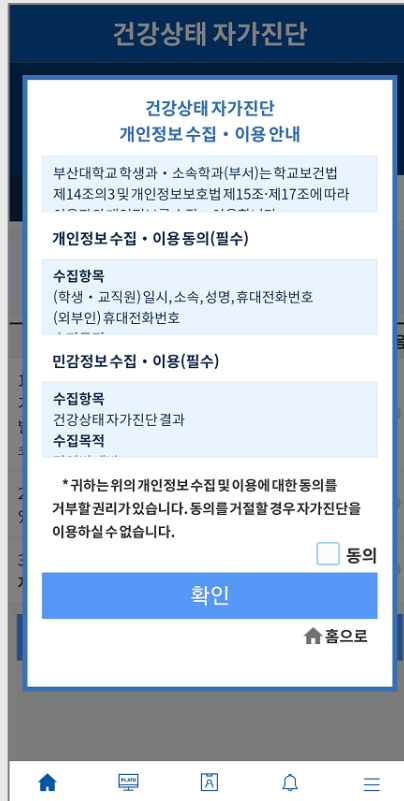 건강상태 자가진단
건강상태 자가진단
개인정보 수집 · 이용 안내
부산대학교 학생과 · 소속학과(부서)는 학교보건법
제14조의3 및 개인정보보호법 제15조·제17조에 따라
개인정보 수집 · 이용 동의(필수)
수집항목
(학생 · 교직원) 일시, 소속, 성명, 휴대전화번호
(외부인) 휴대전화번호
민감정보 수집 · 이용(필수)
수집항목
건강상태 자가진단 결과
수집목적
* 귀하는 위의 개인정보 수집 및 이용에 대한 동의를
거부할 권리가 있습니다. 동의를 거절할 경우 자가진단을
이용하실 수 없습니다.
동의
확인
홈으로
PLATO